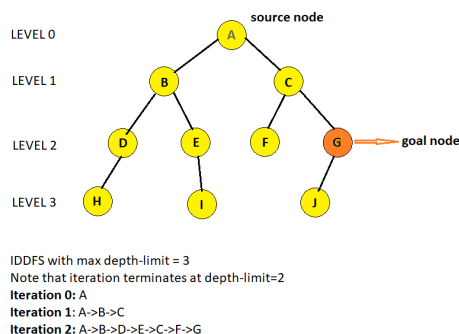 source node
LEVEL 0
A
LEVEL 1
B
C
LEVEL 2
D
E
F
G
goal node
LEVEL 3
H
I
J
IDDFS with max depth-limit = 3
Note that iteration terminates at depth-limit=2
Iteration 0: A
Iteration 1: A->B->C
Iteration 2: A->B->D->E->C->F->G